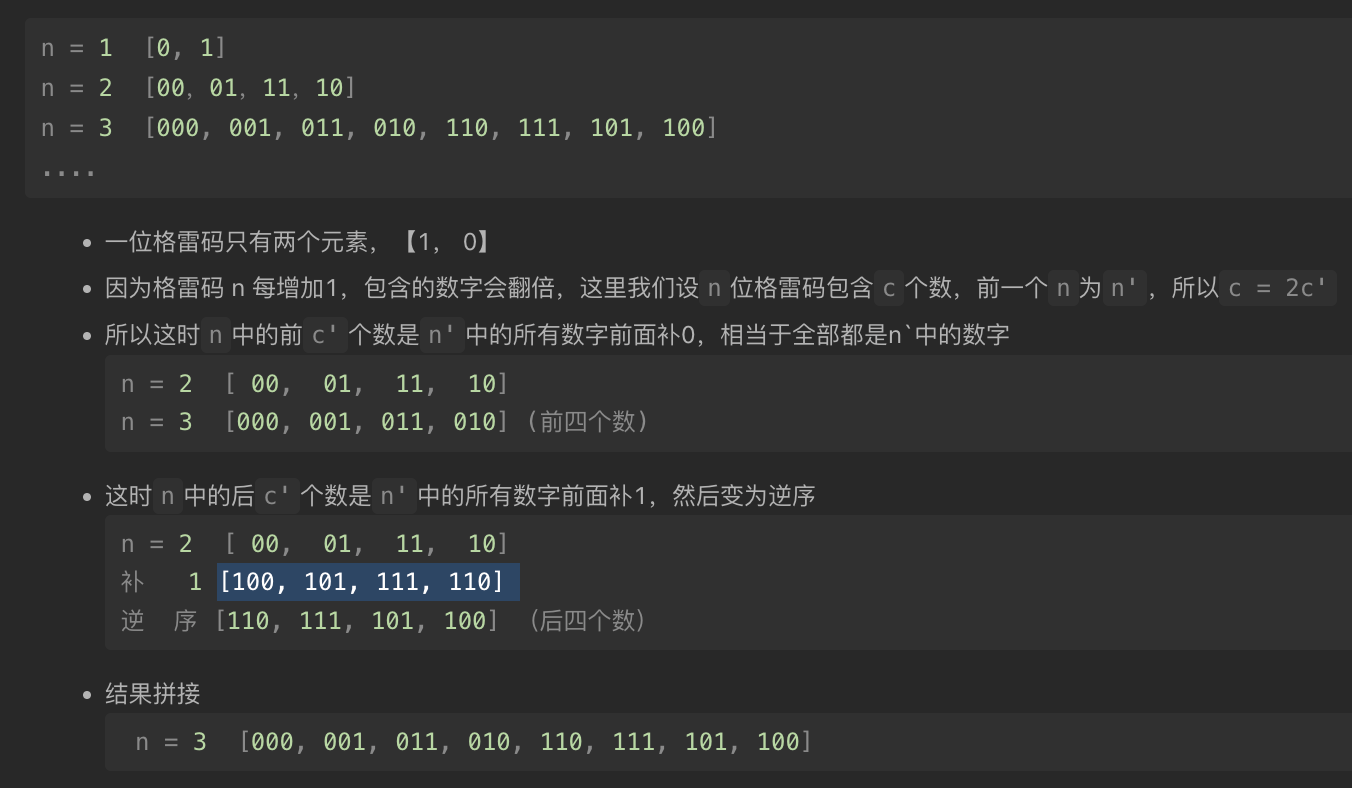 n = 1  [0, 1]
n = 2  [00, 01, 11, 10]
n = 3  [000, 001, 011, 010, 110, 111, 101, 100]
....
一位格雷码只有两个元素，【1， 0】
因为格雷码 n 每增加1，包含的数字会翻倍，这里我们设 n 位格雷码包含 c 个数，前一个 n 为 n' ，所以 c = 2c'
所以这时 n 中的前 c' 个数是 n' 中的所有数字前面补0，相当于全部都是n`中的数字
n = 2  [ 00,  01,  11,  10]
n = 3  [000, 001, 011, 010] (前四个数)
这时 n 中的后 c' 个数是 n' 中的所有数字前面补1，然后变为逆序
n = 2  [ 00,  01,  11,  10]
补   1 [100, 101, 111, 110]
逆  序 [110, 111, 101, 100] （后四个数）
结果拼接
n = 3  [000, 001, 011, 010, 110, 111, 101, 100]